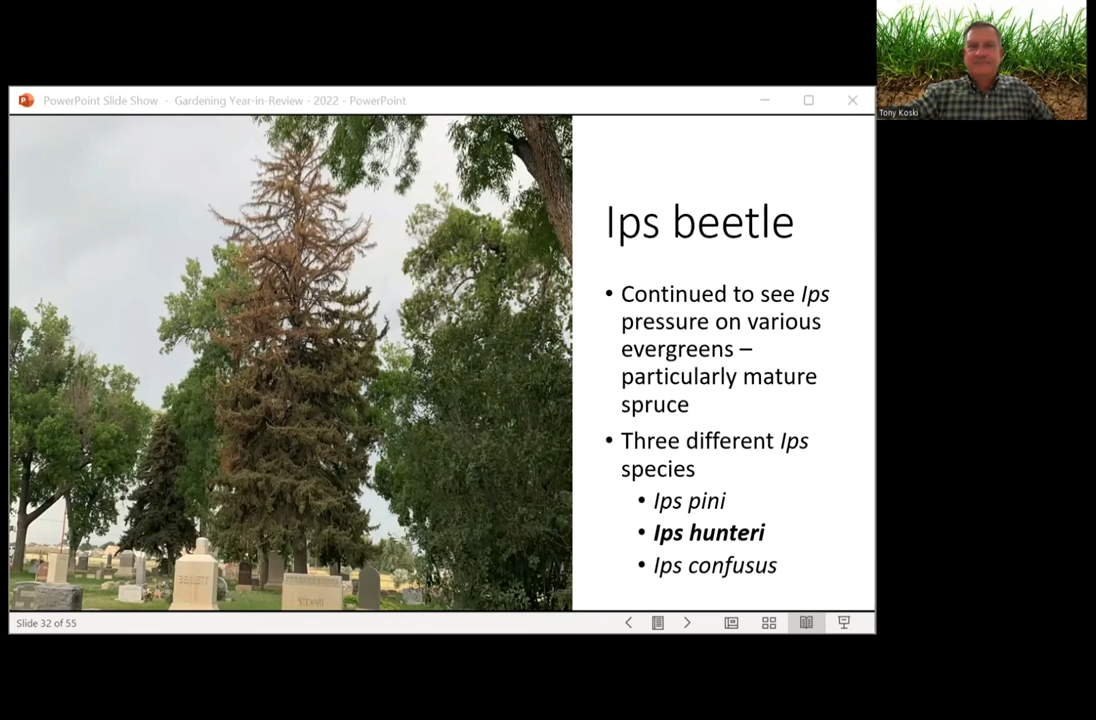 Tony Koski
PowerPoint Slide Show - Gardening Year-in-Review - 2022 - PowerPoint
Ips beetle
• Continued to see Ips
pressure on various
evergreens –
particularly mature
spruce
• Three different Ips
species
• Ips pini
• Ips hunteri
• Ips confusus
BENNETT
STEWART
Slide 32 of 55